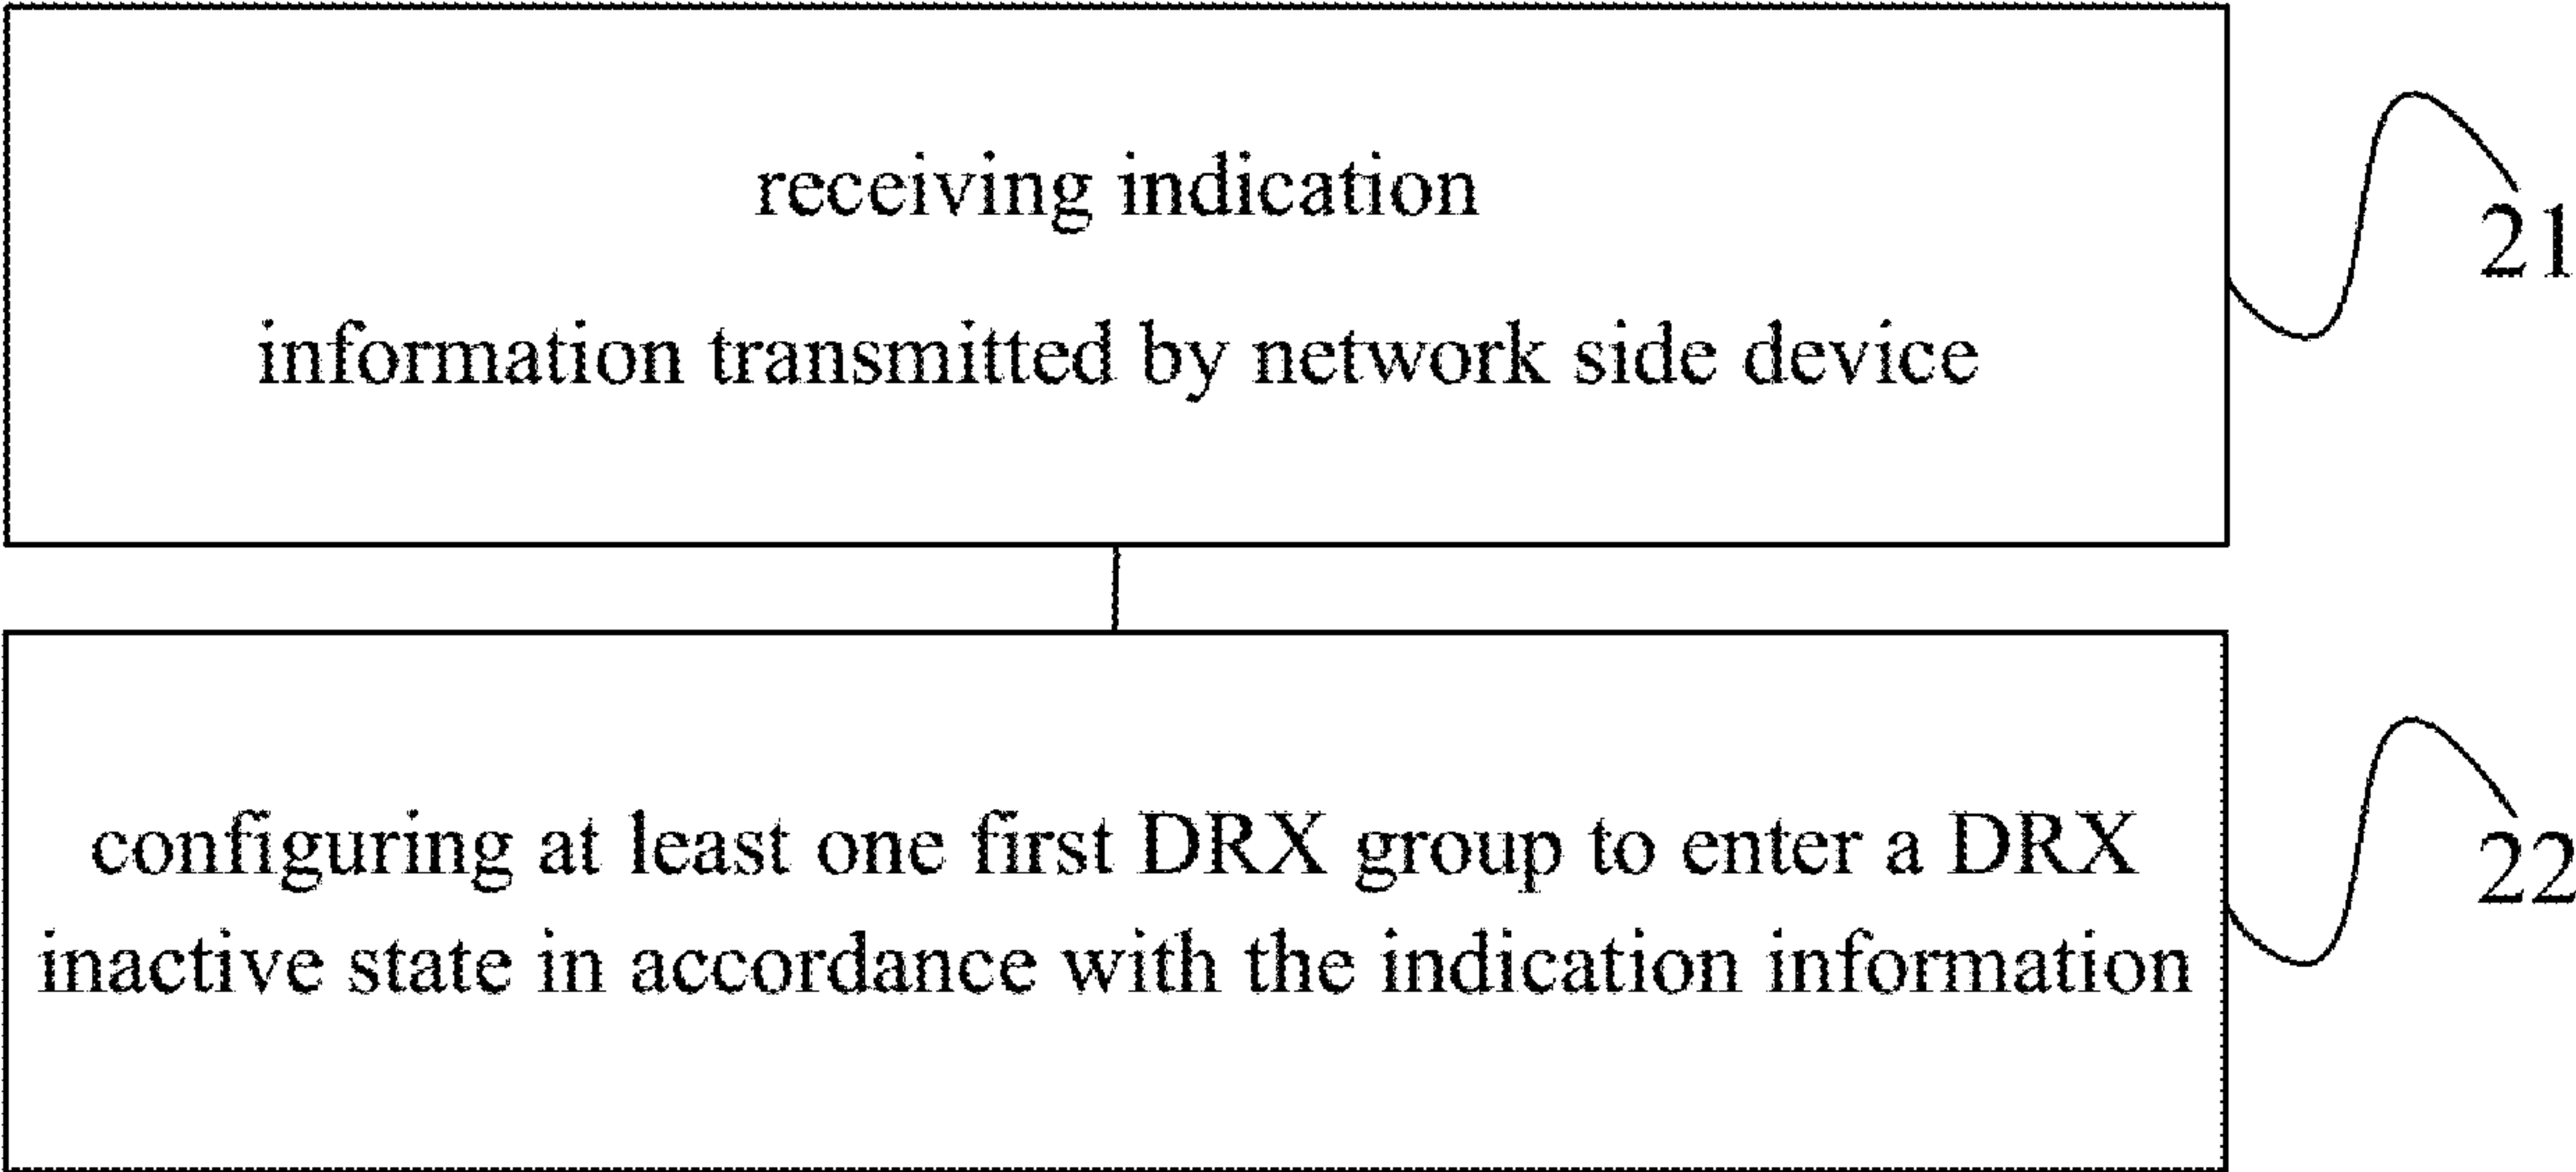 receiving indication
information transmitted by network side device
21
configuring at least one first DRX group to enter a DRX
inactive state in accordance with the indication information
22